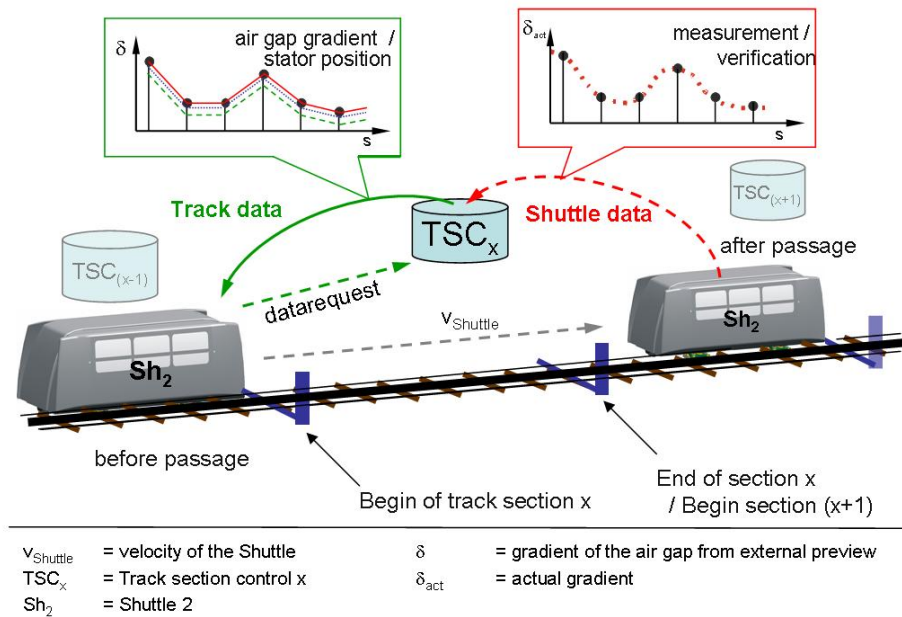 δ
air gap gradient /
stator position
s
δact
measurement /
verification
s
TSC(x+1)
Track data
TSCx
Shuttle data
after passage
TSC(x-1)
datarequest
vShuttle
Sh2
Sh2
before passage
Begin of track section x
End of section x
/ Begin section (x+1)
vShuttle = velocity of the Shuttle
TSCx = Track section control x
Sh2 = Shuttle 2
δ = gradient of the air gap from external preview
δact = actual gradient